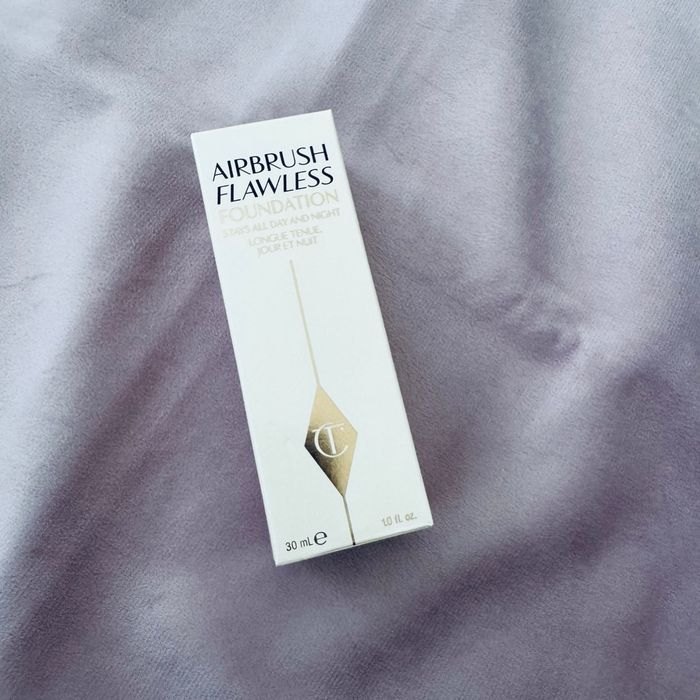 AIRBRUSH
FLAWLESS
FOUNDATION
STAYS ALL DAY AND NIGHT
LONGUE TENUE,
JOUR ET NUIT
CT
30 mL e
1.0 fl. oz.